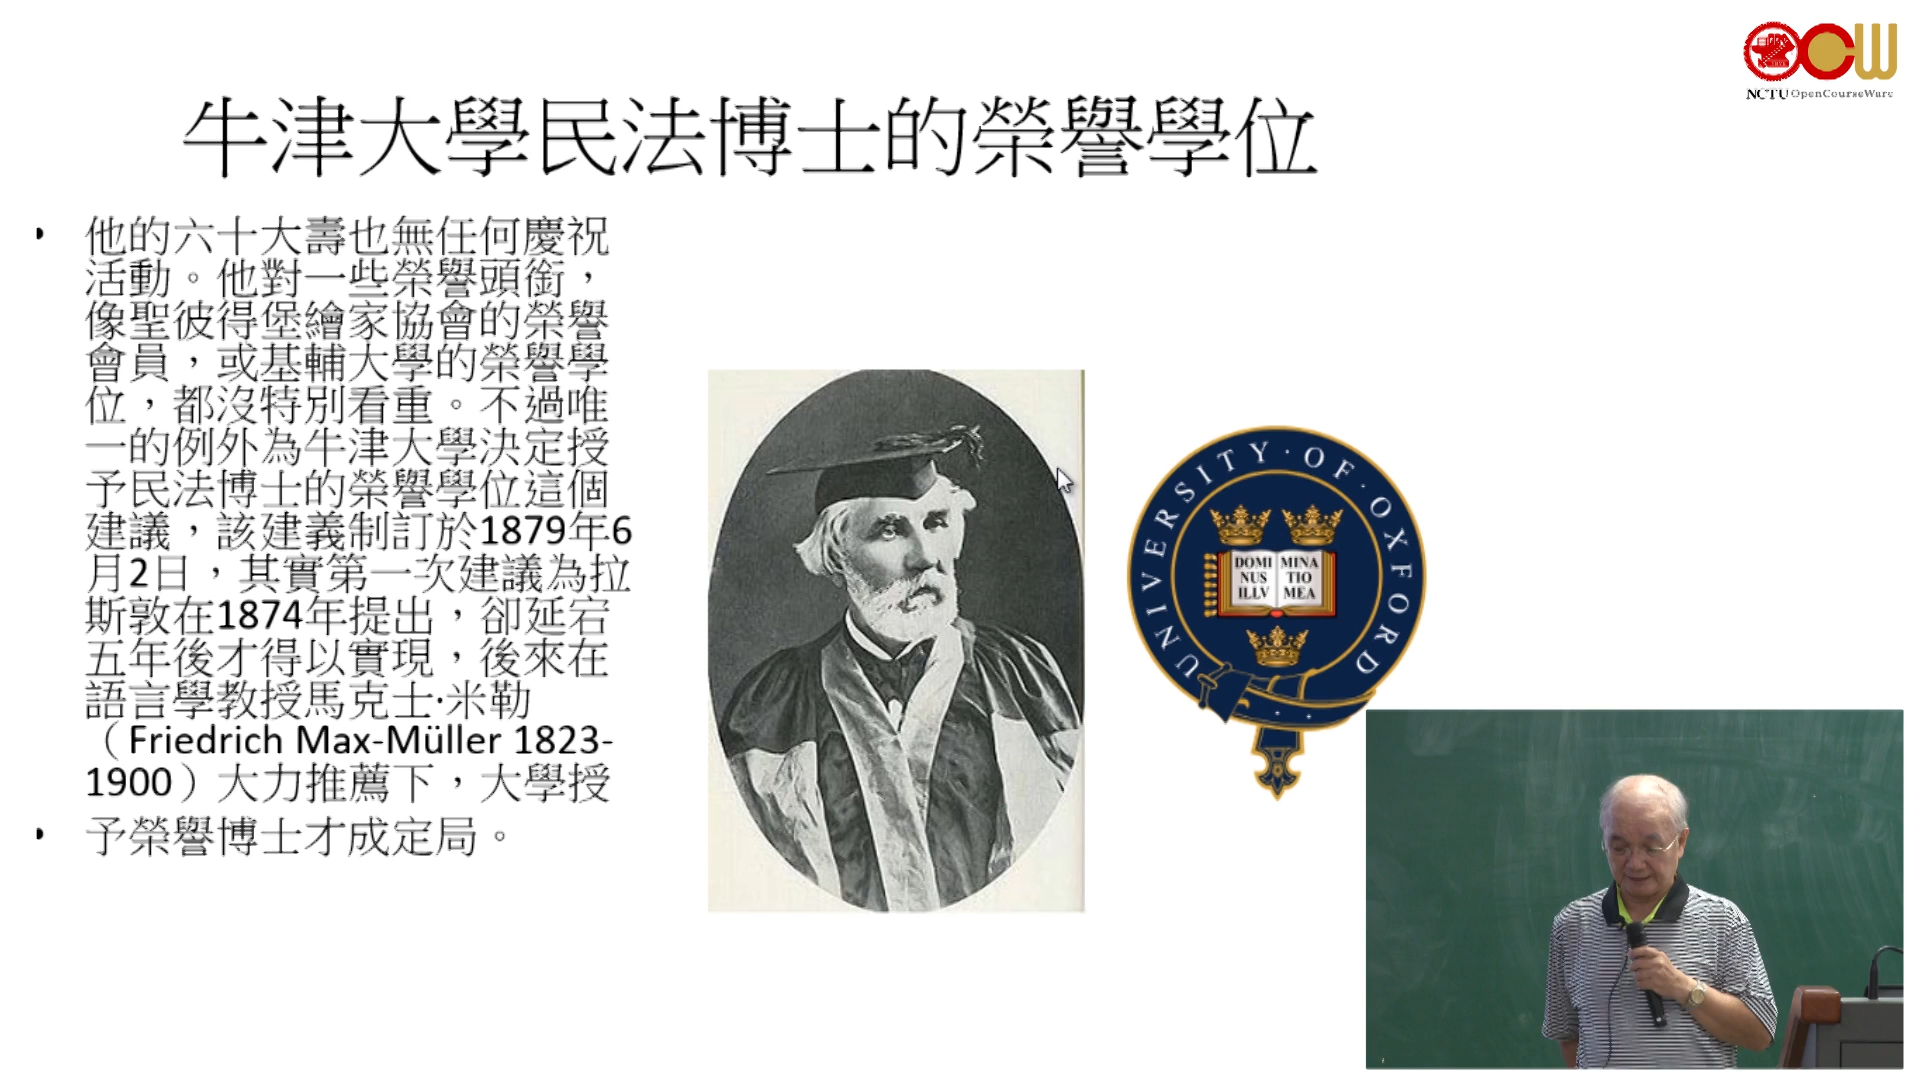 NCTU OpenCourseWare
牛津大學民法博士的榮譽學位
• 他的六十大壽也無任何慶祝
活動。他對一些榮譽頭銜，
像聖彼得堡繪家協會的榮譽
會員，或基輔大學的榮譽學
位，都沒特別看重。不過唯
一的例外為牛津大學決定授
予民法博士的榮譽學位這個
建議，該建義制訂於1879年6
月2日，其實第一次建議為拉
斯敦在1874年提出，卻延宕
五年後才得以實現，後來在
語言學教授馬克士·米勒
（Friedrich Max-Müller 1823-
1900）大力推薦下，大學授
• 予榮譽博士才成定局。
UNIVERSITY·OF·OXFORD
DOMI MINA
NUS TIO
ILLV MEA